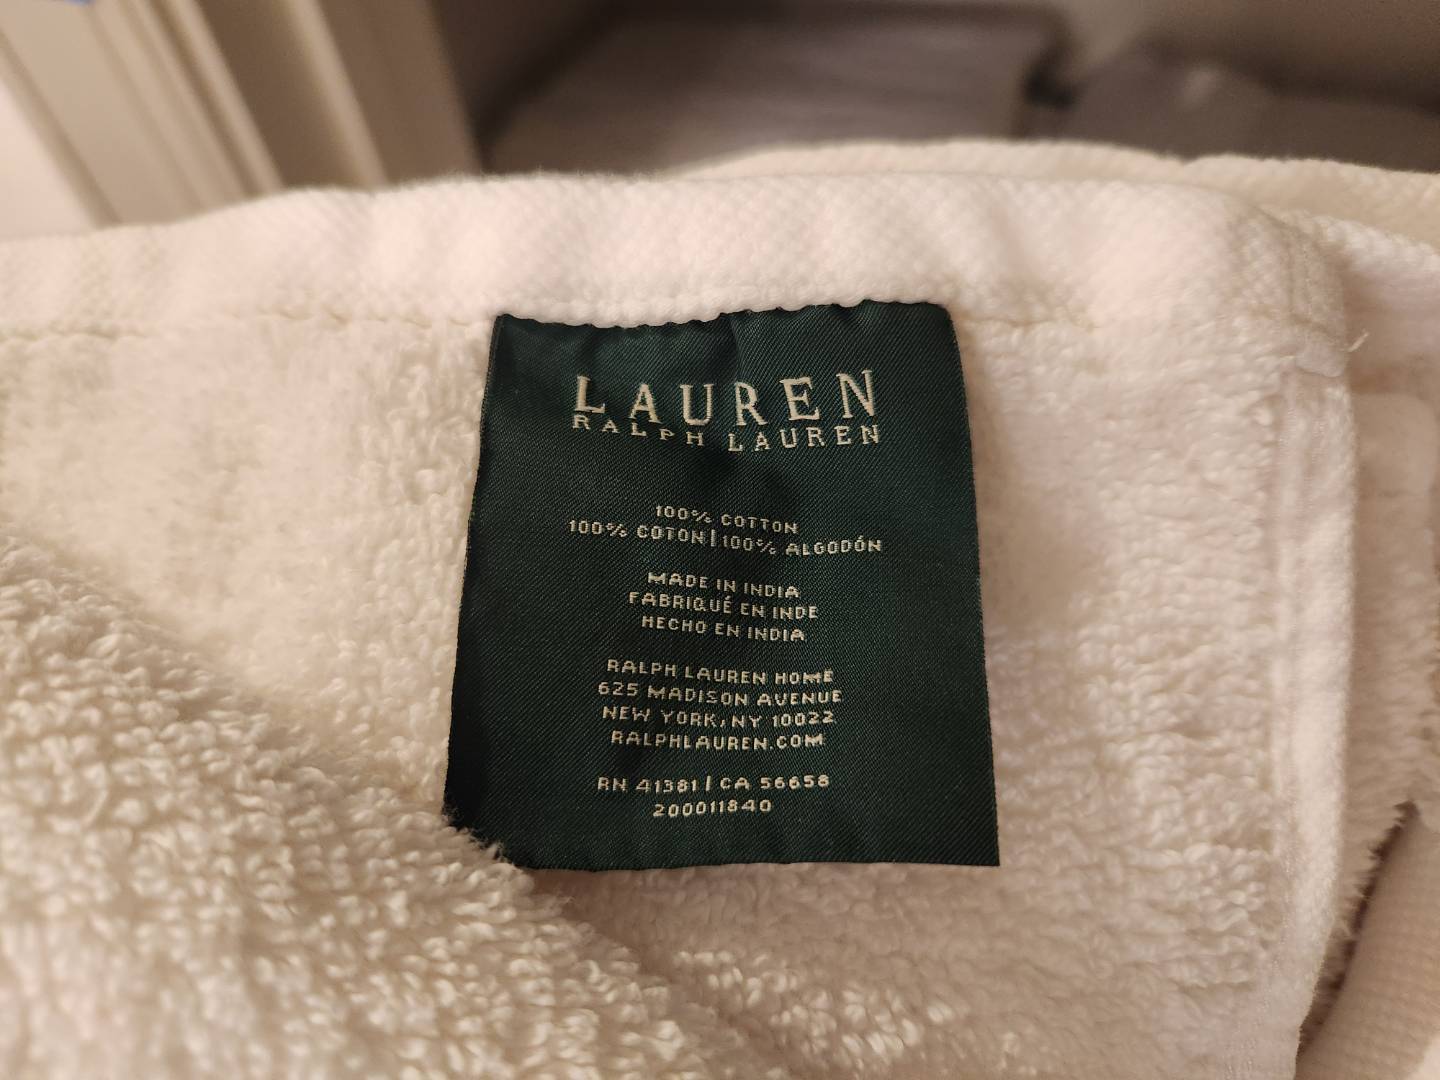 LAUREN
RALPH LAUREN
100% COTTON
100% COTON | 100% ALGODÓN
MADE IN INDIA
FABRIQUÉ EN INDE
HECHO EN INDIA
RALPH LAUREN HOME
625 MADISON AVENUE
NEW YORK, NY 10022
RALPHLAUREN.COM
RN 41381 | CA 56658
200011840